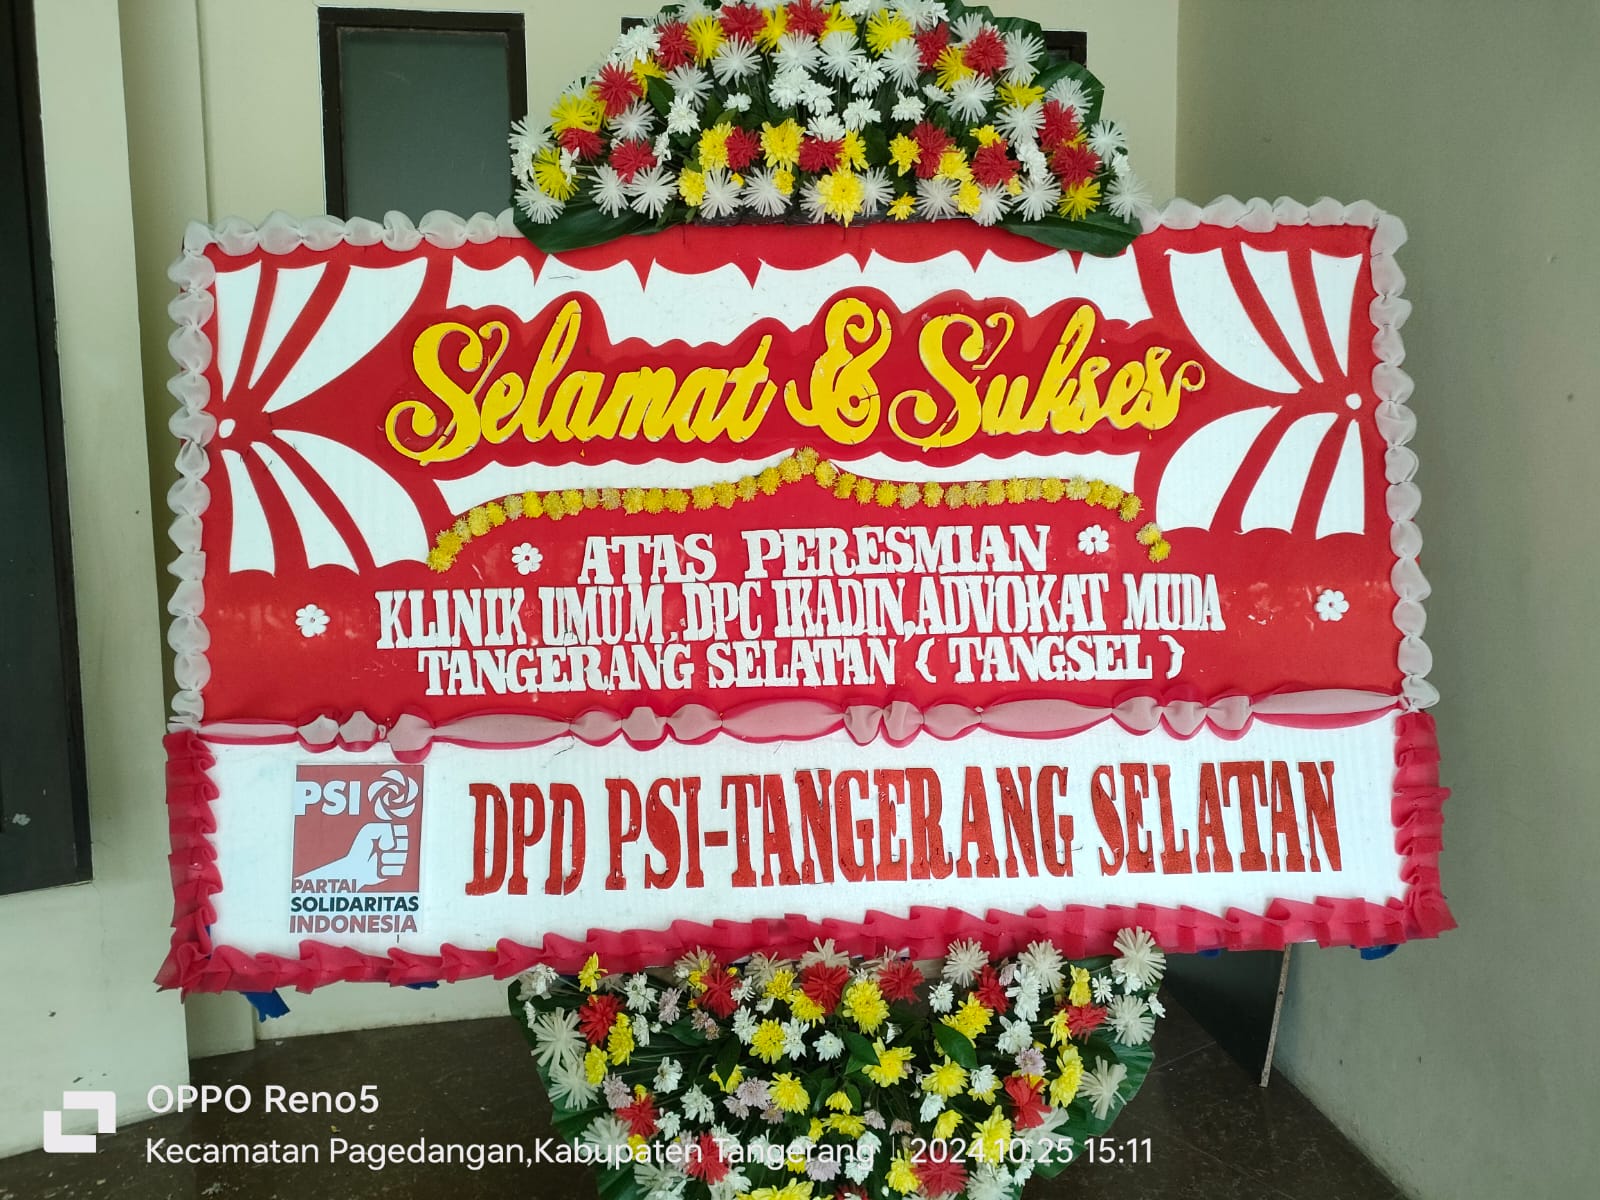 Selamat & Sukses
ATAS PERESMIAN
KLINIK UMUM, DPC IKADIN, ADVOKAT MUDA
TANGERANG SELATAN ( TANGSEL )
PSI
PARTAI
SOLIDARITAS
INDONESIA
DPD PSI-TANGERANG SELATAN
OPPO Reno5
Kecamatan Pagedangan,Kabupaten Tangerang | 2024.10.25 15:11